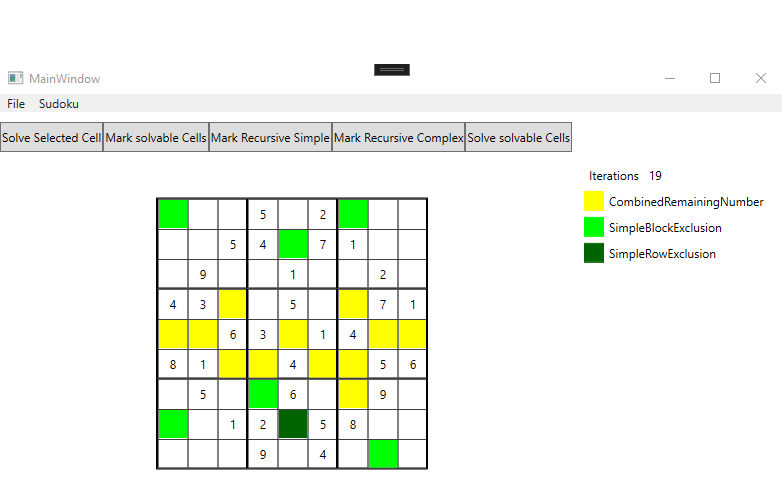 MainWindow
File Sudoku
Solve Selected Cell Mark solvable Cells Mark Recursive Simple Mark Recursive Complex Solve solvable Cells
Iterations 19
CombinedRemainingNumber
SimpleBlockExclusion
SimpleRowExclusion
5 2
5 4 7 1
9 1 2
4 3 5 7 1
6 3 1 4
8 1 4 5 6
5 6 9
1 2 5 8
9 4